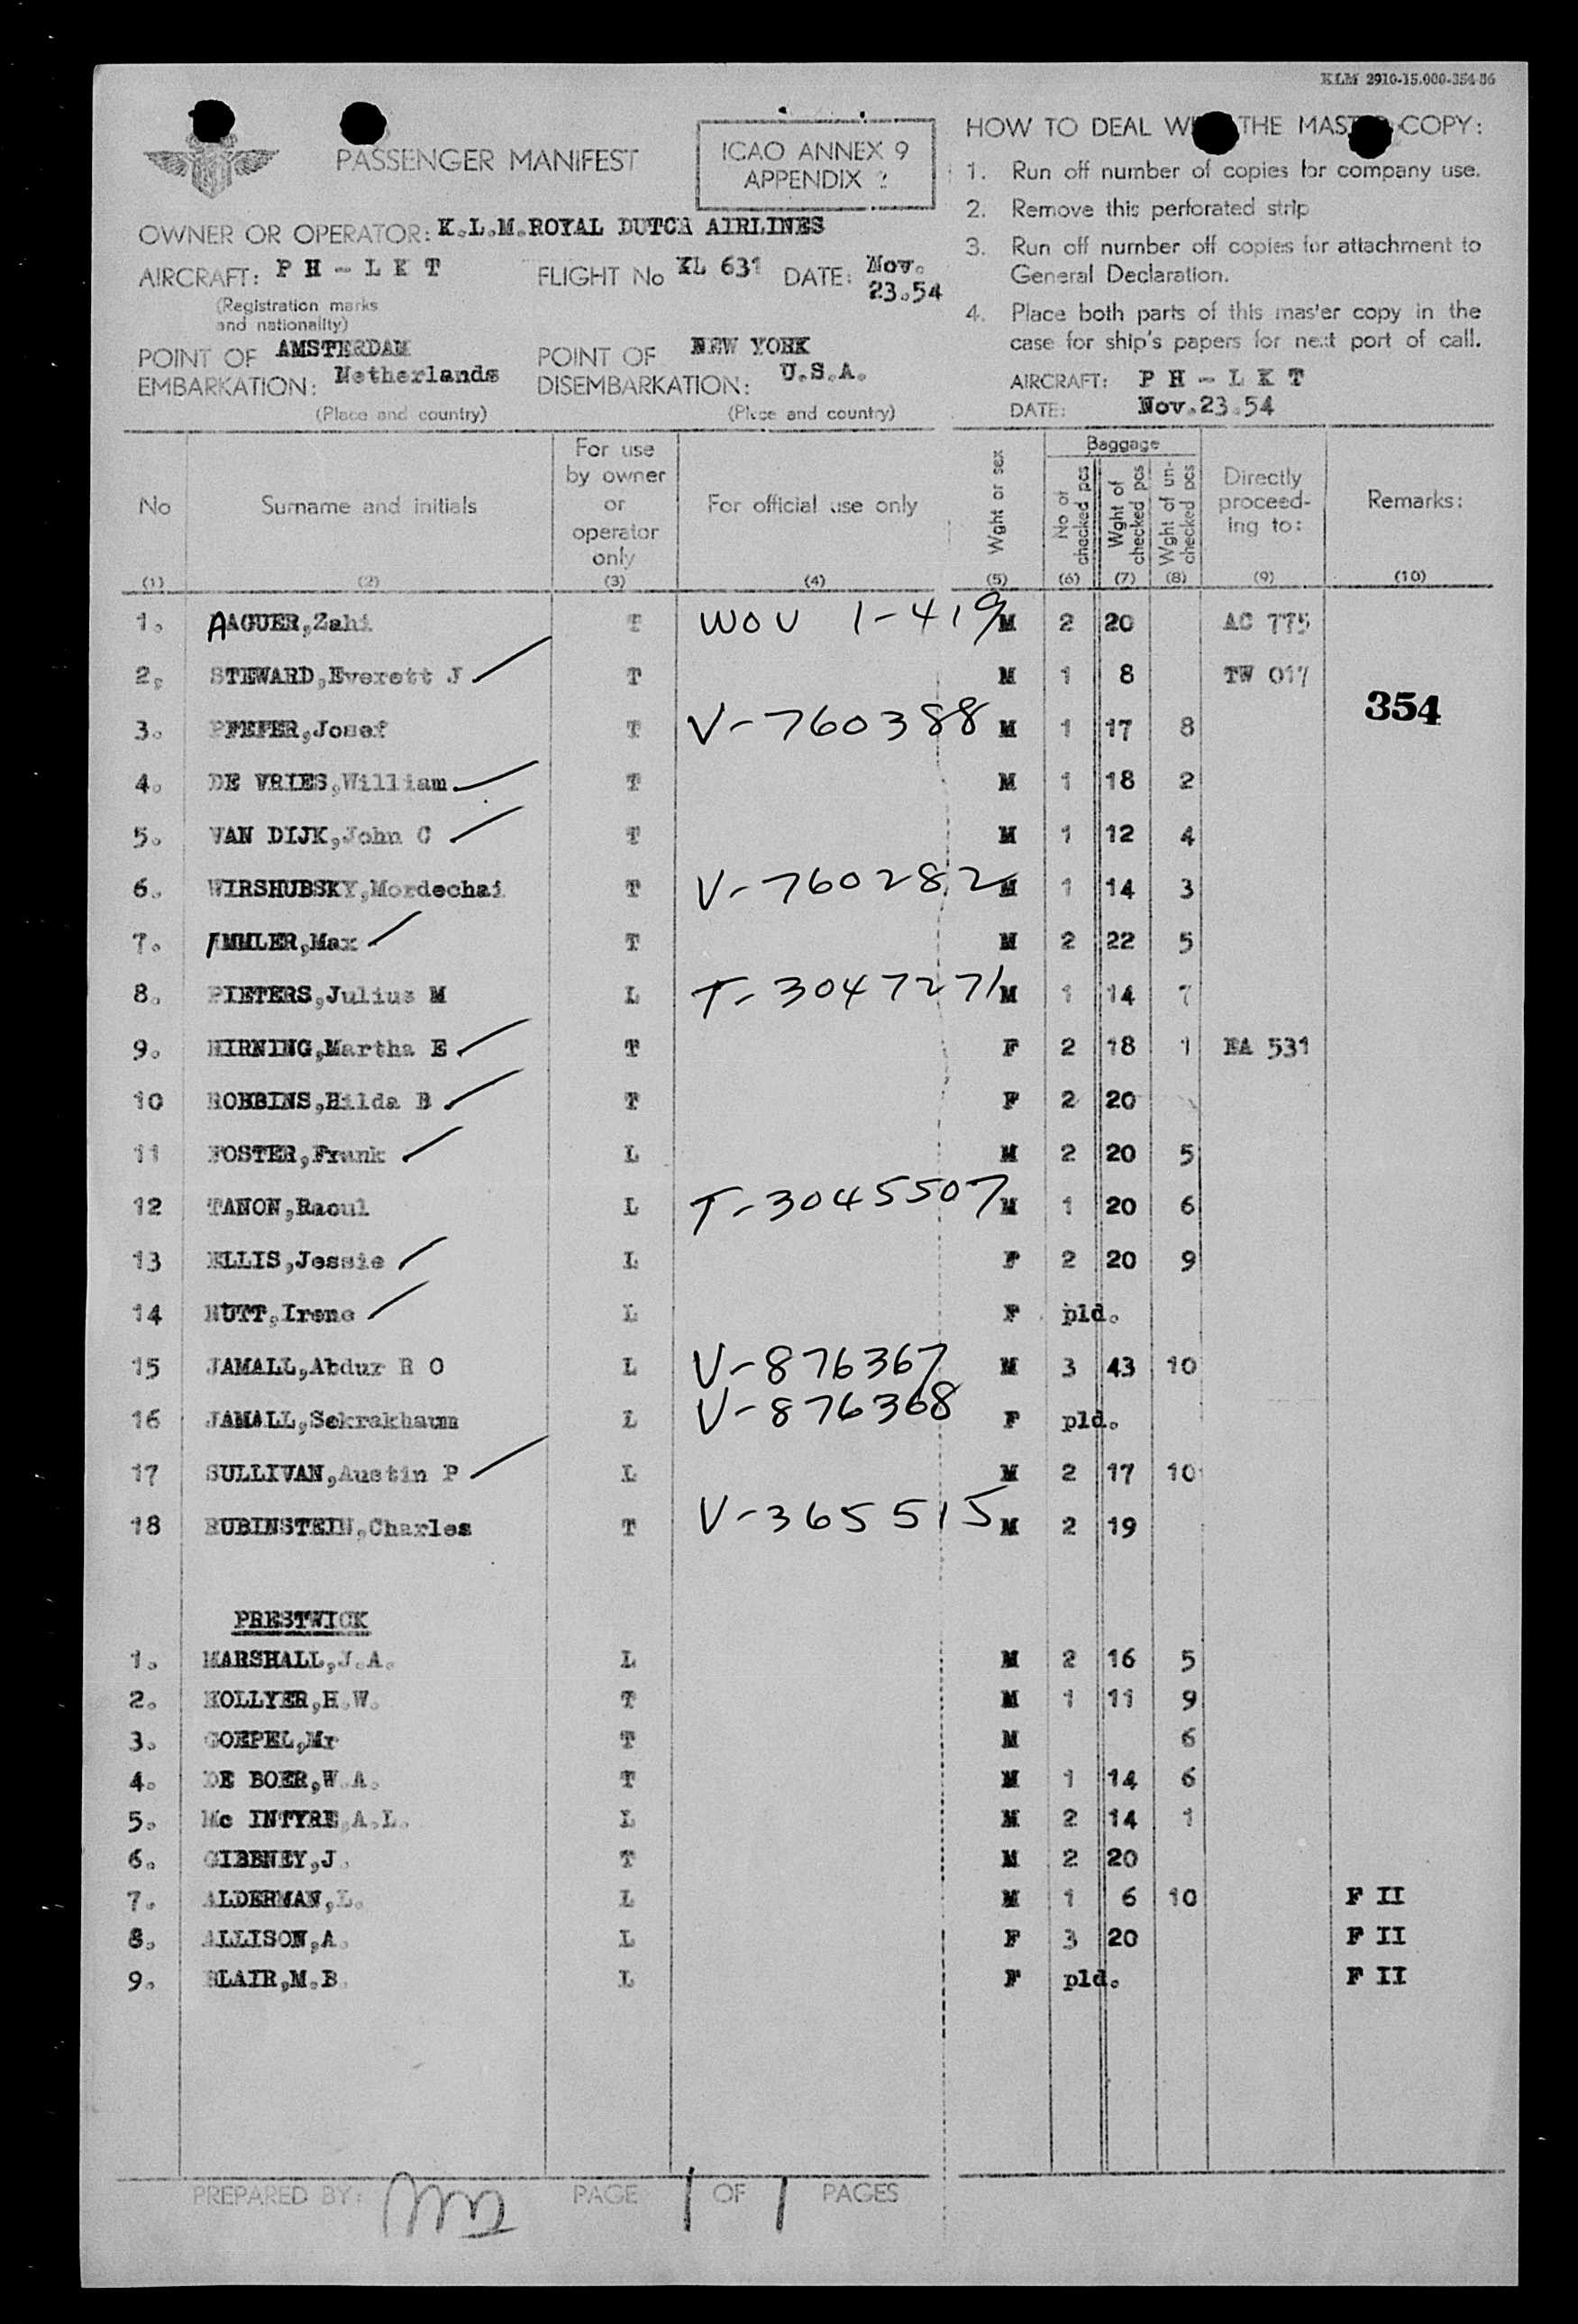 KLM 2910-15.000-354-56
PASSENGER MANIFEST
ICAO ANNEX 9
APPENDIX 2
OWNER OR OPERATOR: K.L.M. ROYAL DUTCH AIRLINES
AIRCRAFT: P H - L K T FLIGHT No KL 631 DATE: Nov. 23.54
(Registration marks
and nationality)
POINT OF EMBARKATION: AMSTERDAM Netherlands
(Place and country)
POINT OF DISEMBARKATION: NEW YORK U.S.A.
(Place and country)
HOW TO DEAL THE COPY:
1. Run off number of copies for company use.
2. Remove this perforated strip
3. Run off number off copies for attachment to
General Declaration.
4. Place both parts of this master copy in the
case for ship's papers for next port of call.
AIRCRAFT: P H - L K T
DATE: Nov.23.54
No Surname and initials For use by owner or operator only For official use only Wght or sex Baggage No of checked pcs Wght of checked pcs Wght of un-checked pcs Directly proceed-ing to: Remarks:
(1) (2) (3) (4) (5) (6) (7) (8) (9) (10)
1. AAGUER,Zahi T WOU 1-419 M 2 20 AC 775
2. STEWARD,Everett J T M 1 8 TW 017
354
3. PFEFER,Josef T V-760388 M 1 17 8
4. DE VRIES,William T M 1 18 2
5. VAN DIJK,John C T M 1 12 4
6. WIRSHUBSKY,Mordechai T V-760282 M 1 14 3
7. IMMLER,Max T M 2 22 5
8. PIETERS,Julius M L T-3047271 M 1 14 7
9. HIRNING,Martha E T F 2 18 1 EA 531
10 ROBBINS,Hilda B T F 2 20
11 FOSTER,Frank L M 2 20 5
12 TANON,Raoul L T-3045507 M 1 20 6
13 ELLIS,Jessie L F 2 20 9
14 HUTT,Irene L F pld.
15 JAMALL,Abdur R O L V-876367 M 3 43 10
16 JAMALL,Sekrakhaum L V-876368 F pld.
17 SULLIVAN,Austin P L M 2 17 10
18 RUBINSTEIN,Charles T V-365515 M 2 19
PRESTWICK
1. MARSHALL,J.A. L M 2 16 5
2. HOLLYER,H.W. T M 1 11 9
3. GOEPEL,Mr T M 6
4. DE BOER,W.A. T M 1 14 6
5. Mc INTYRE,A.L. L M 2 14 1
6. GIBENEY,J. T M 2 20
7. ALDERMAN,L. L M 1 6 10 F II
8. ALLISON,A. L F 3 20 F II
9. BLAIR,M.B. L F pld. F II
PREPARED BY: PAGE 1 OF 1 PAGES